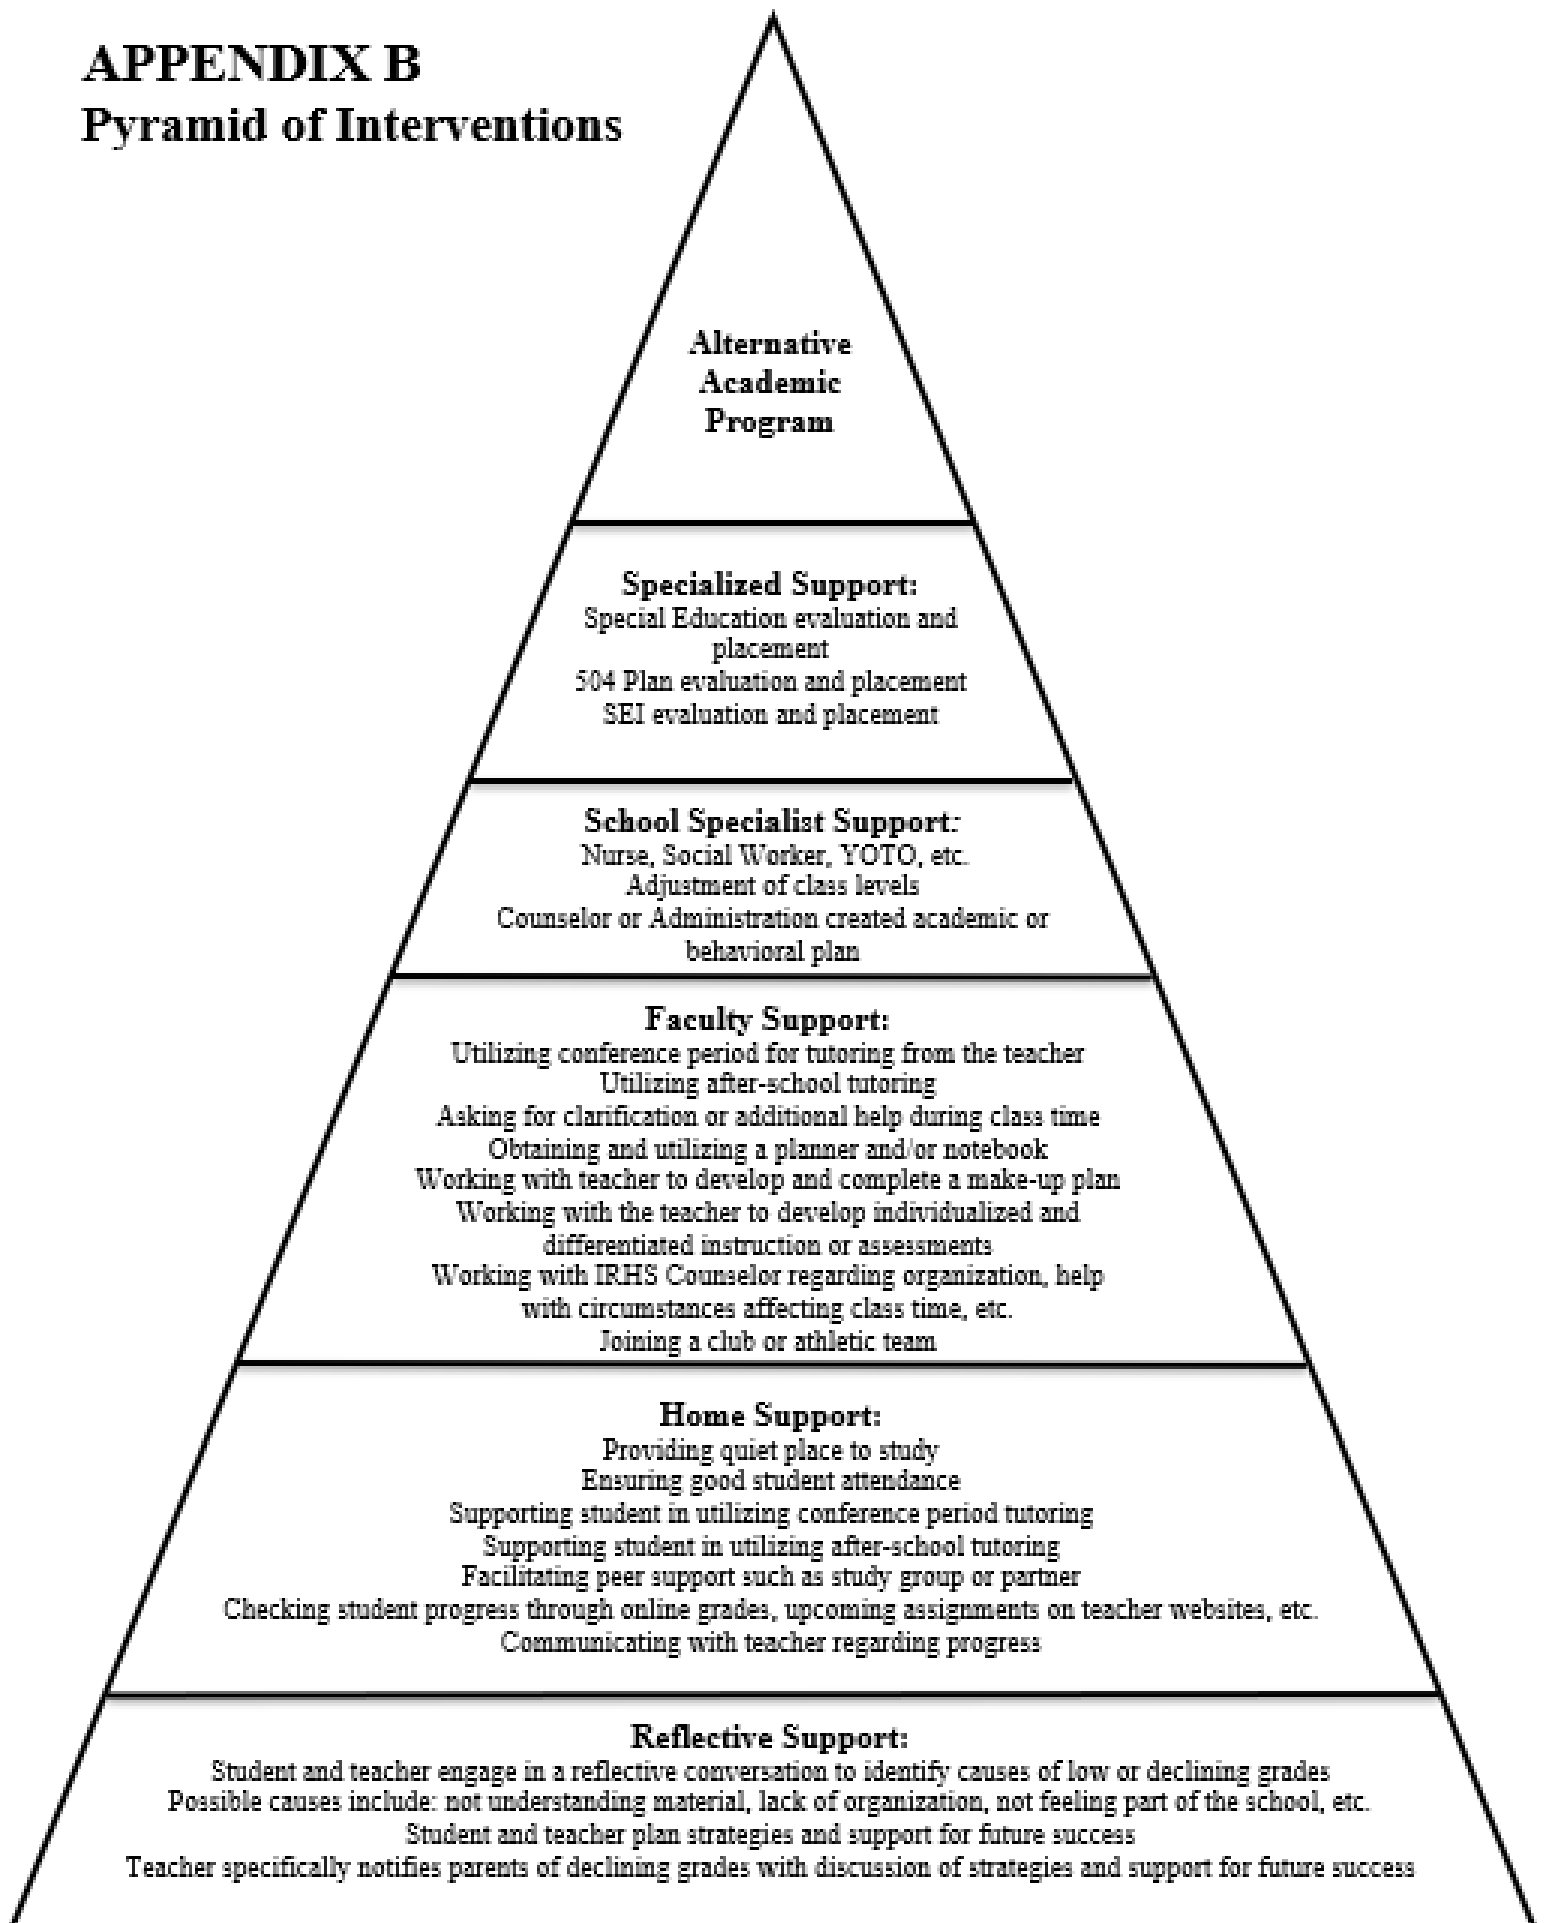 APPENDIX B
Pyramid of Interventions
Alternative
Academic
Program
Specialized Support:
Special Education evaluation and
placement
504 Plan evaluation and placement
SEI evaluation and placement
School Specialist Support:
Nurse, Social Worker, YOTO, etc.
Adjustment of class levels
Counselor or Administration created academic or
behavioral plan
Faculty Support:
Utilizing conference period for tutoring from the teacher
Utilizing after-school tutoring
Asking for clarification or additional help during class time
Obtaining and utilizing a planner and/or notebook
Working with teacher to develop and complete a make-up plan
Working with the teacher to develop individualized and
differentiated instruction or assessments
Working with IRHS Counselor regarding organization, help
with circumstances affecting class time, etc.
Joining a club or athletic team
Home Support:
Providing quiet place to study
Ensuring good student attendance
Supporting student in utilizing conference period tutoring
Supporting student in utilizing after-school tutoring
Facilitating peer support such as study group or partner
Checking student progress through online grades, upcoming assignments on teacher websites, etc.
Communicating with teacher regarding progress
Reflective Support:
Student and teacher engage in a reflective conversation to identify causes of low or declining grades
Possible causes include: not understanding material, lack of organization, not feeling part of the school, etc.
Student and teacher plan strategies and support for future success
Teacher specifically notifies parents of declining grades with discussion of strategies and support for future success